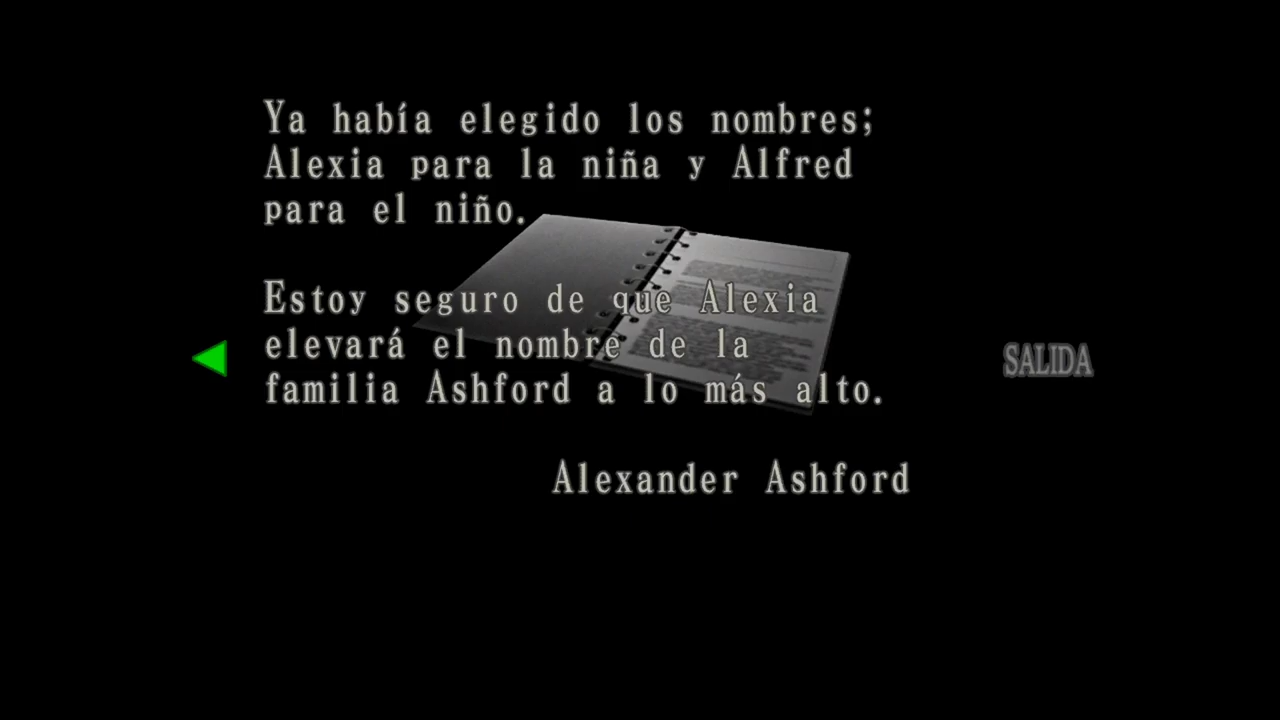 Ya había elegido los nombres;
Alexia para la niña y Alfred
para el niño.
Estoy seguro de que Alexia
elevará el nombre de la
familia Ashford a lo más alto.
SALIDA
Alexander Ashford